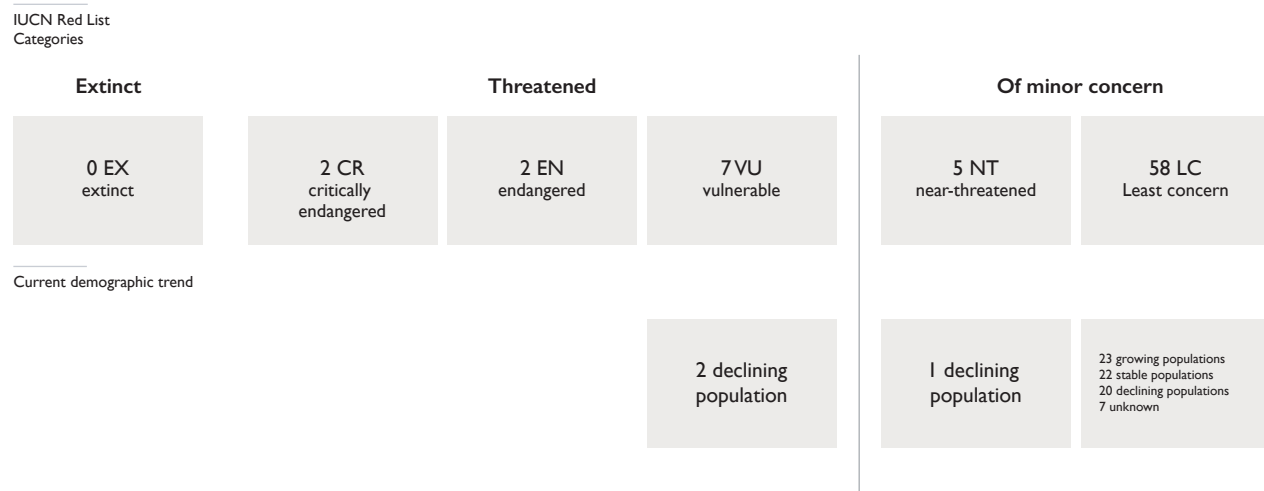 IUCN Red List
Categories
Extinct
Threatened
Of minor concern
0 EX
extinct
2 CR
critically
endangered
2 EN
endangered
7 VU
vulnerable
5 NT
near-threatened
58 LC
Least concern
Current demographic trend
2 declining
population
1 declining
population
23 growing populations
22 stable populations
20 declining populations
7 unknown